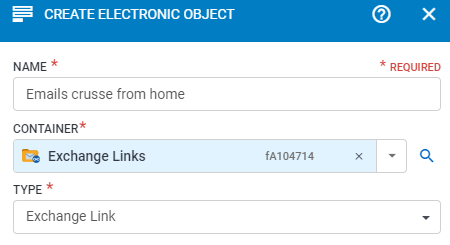 CREATE ELECTRONIC OBJECT
NAME *
* REQUIRED
Emails crusse from home
CONTAINER*
Exchange Links fA104714
TYPE *
Exchange Link